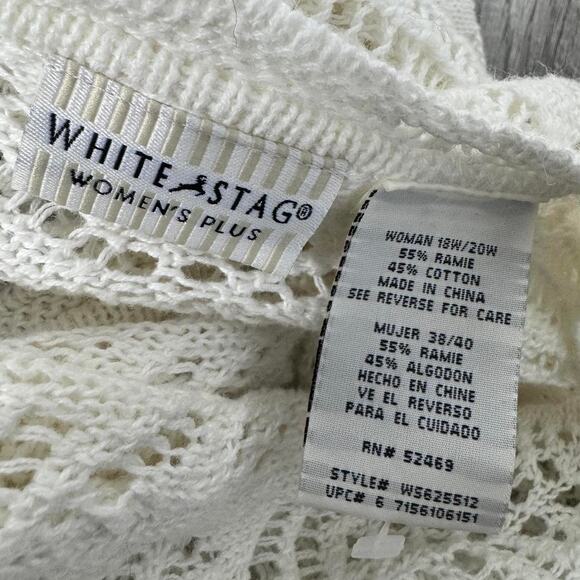 WHITE STAG®
WOMEN'S PLUS
WOMAN 18W/20W
55% RAMIE
45% COTTON
MADE IN CHINA
SEE REVERSE FOR CARE
MUJER 38/40
55% RAMIE
45% ALGODON
HECHO EN CHINE
VE EL REVERSO
PARA EL CUIDADO
RN# 52469
STYLE# WS625512
UPC# 6 7156106151